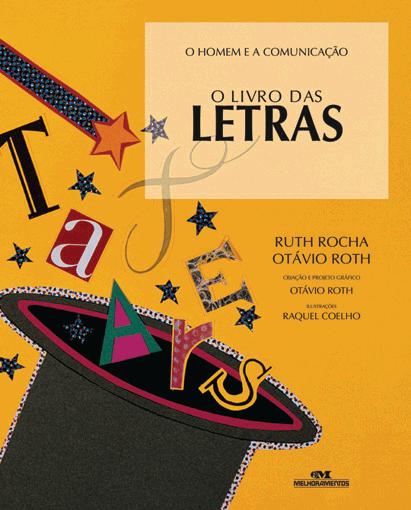 O HOMEM E A COMUNICAÇÃO
O LIVRO DAS
LETRAS
T
a
f
E
A
r
s
RUTH ROCHA
OTÁVIO ROTH
CRIAÇÃO E PROJETO GRÁFICO
OTÁVIO ROTH
ILUSTRAÇÕES
RAQUEL COELHO
MELHORAMENTOS